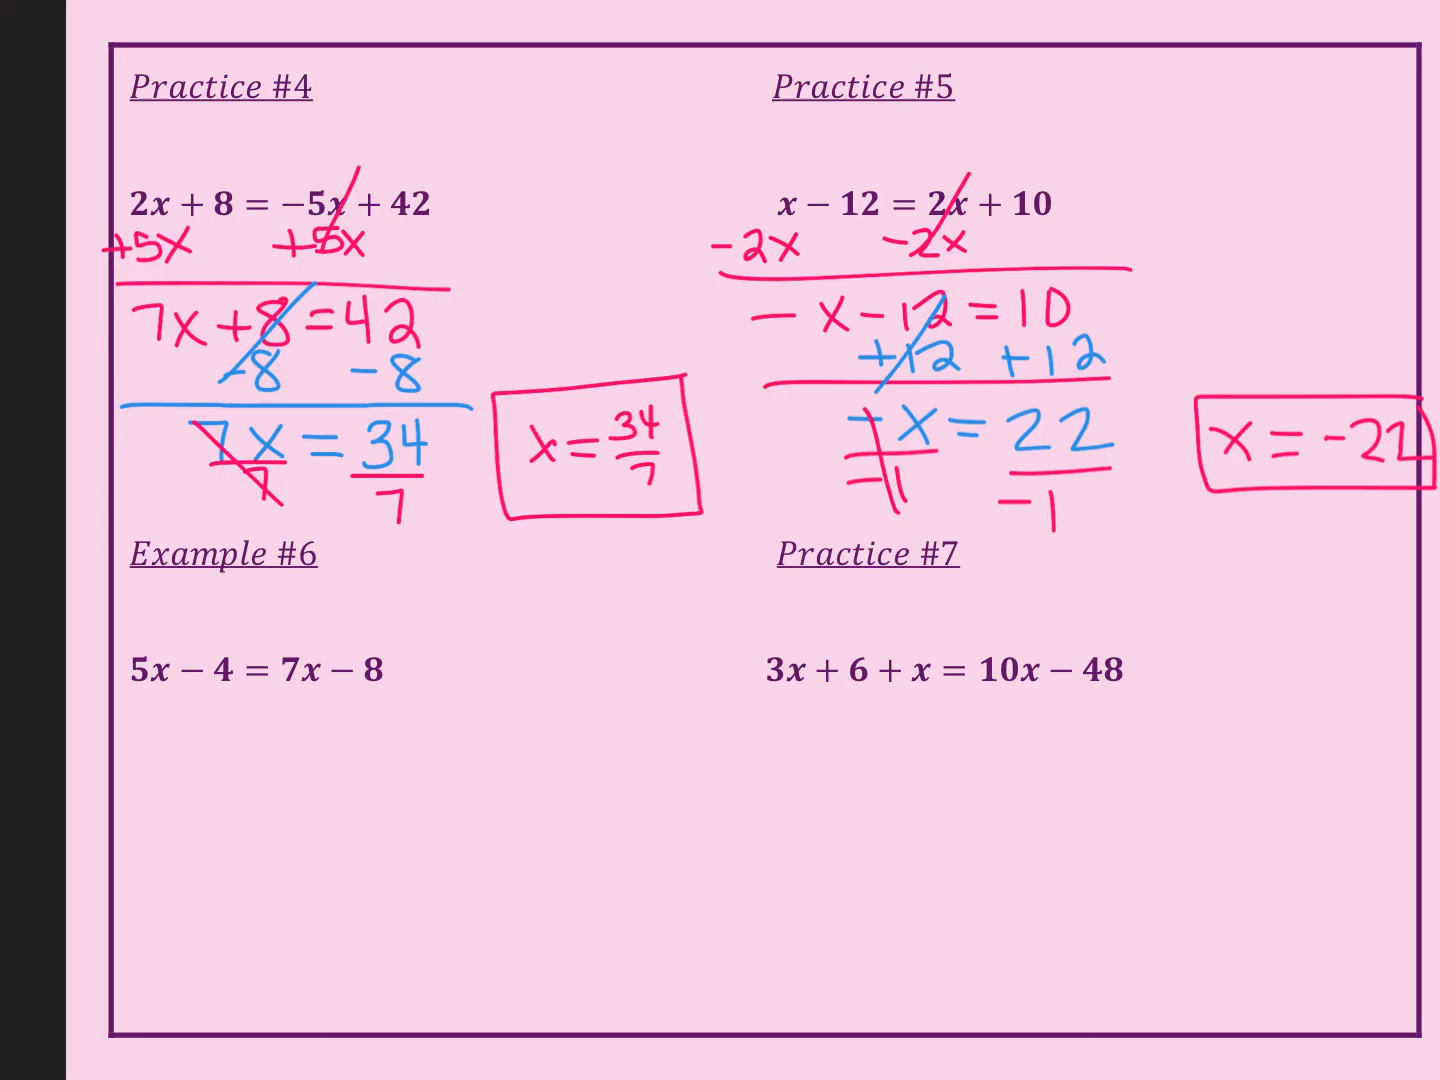 Practice #4
2x + 8 = −5x + 42
+5x +5x
7x+8=42
-8 -8
7x = 34
7 7
x = 34/7
Practice #5
x − 12 = 2x + 10
-2x -2x
-x-12=10
+12 +12
-x = 22
-1 -1
x = -22
Example #6
5x − 4 = 7x − 8
Practice #7
3x + 6 + x = 10x − 48